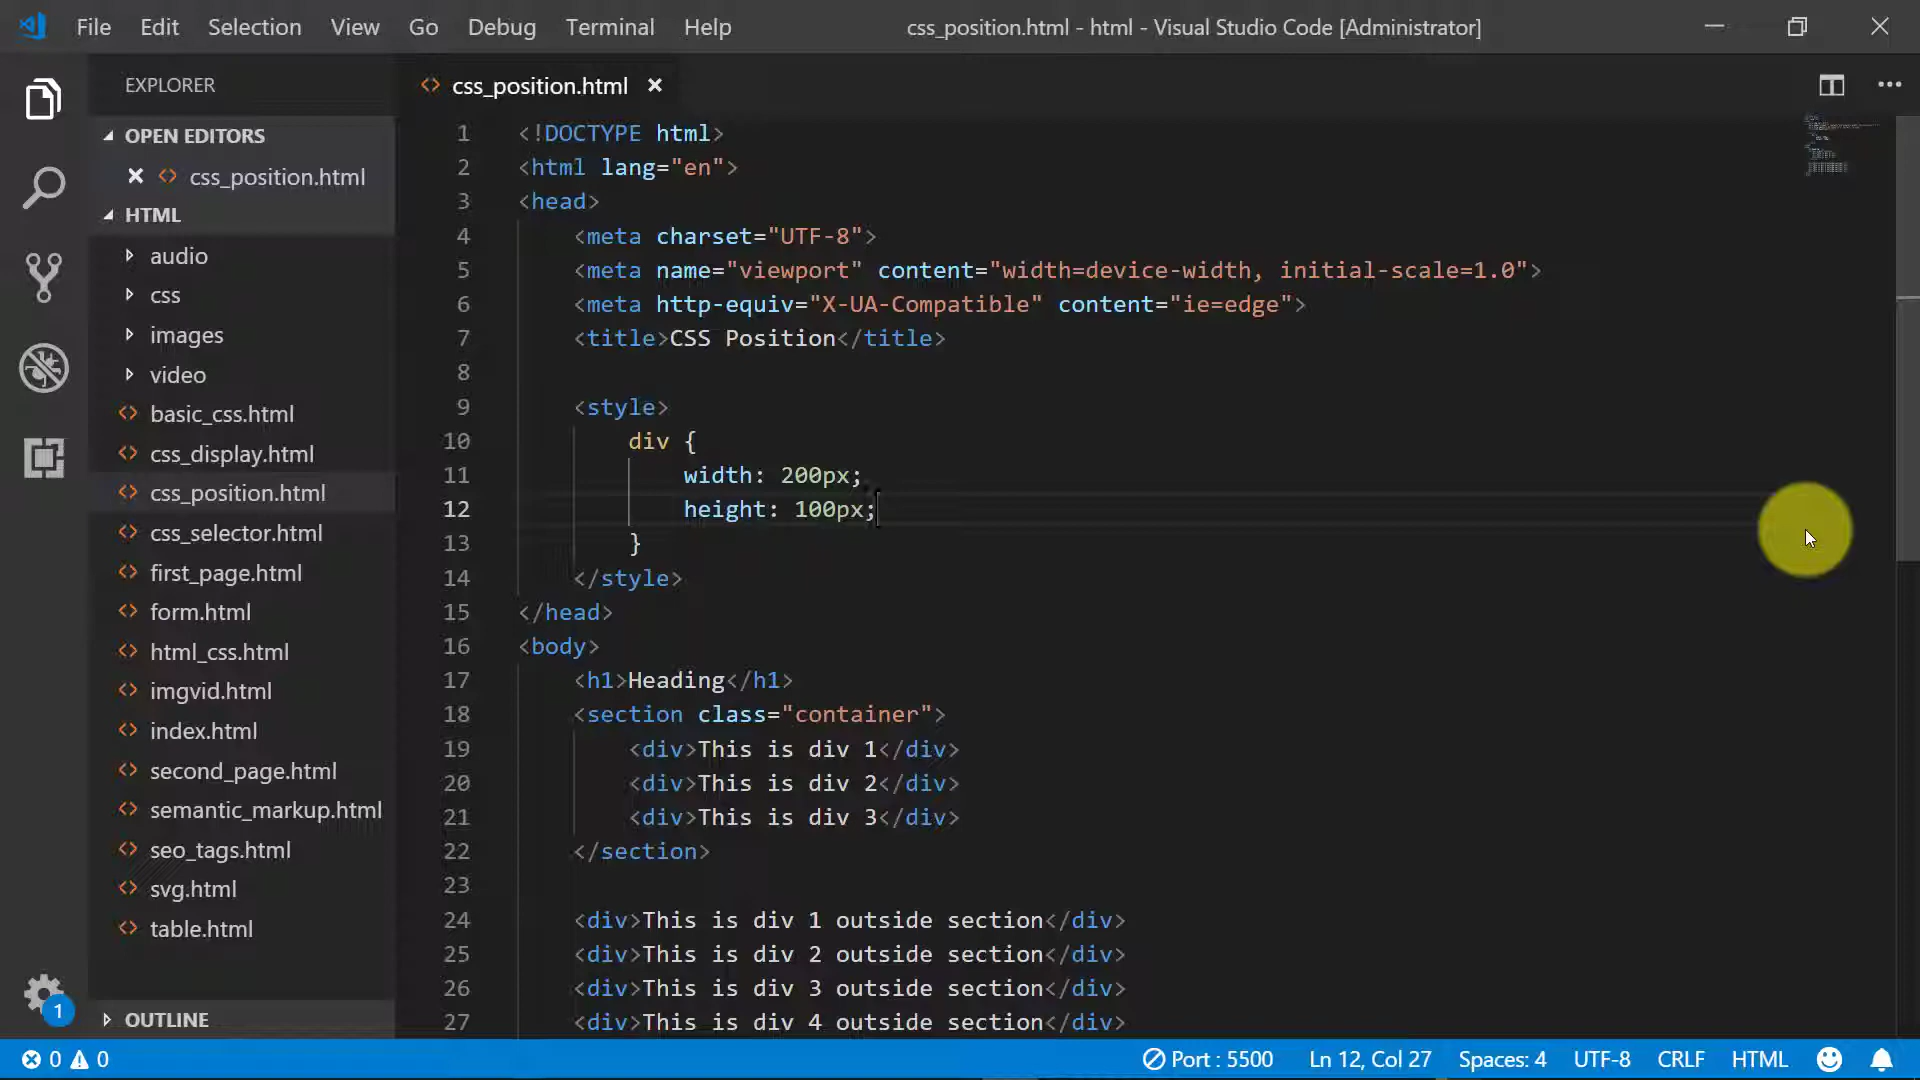 File Edit Selection View Go Debug Terminal Help css_position.html - html - Visual Studio Code [Administrator]
EXPLORER
OPEN EDITORS
css_position.html
HTML
audio
css
images
video
basic_css.html
css_display.html
css_position.html
css_selector.html
first_page.html
form.html
html_css.html
imgvid.html
index.html
second_page.html
semantic_markup.html
seo_tags.html
svg.html
table.html
1
OUTLINE
css_position.html
1 <!DOCTYPE html>
2 <html lang="en">
3 <head>
4 <meta charset="UTF-8">
5 <meta name="viewport" content="width=device-width, initial-scale=1.0">
6 <meta http-equiv="X-UA-Compatible" content="ie=edge">
7 <title>CSS Position</title>
8
9 <style>
10 div {
11 width: 200px;
12 height: 100px;
13 }
14 </style>
15 </head>
16 <body>
17 <h1>Heading</h1>
18 <section class="container">
19 <div>This is div 1</div>
20 <div>This is div 2</div>
21 <div>This is div 3</div>
22 </section>
23
24 <div>This is div 1 outside section</div>
25 <div>This is div 2 outside section</div>
26 <div>This is div 3 outside section</div>
27 <div>This is div 4 outside section</div>
0 0 Port : 5500 Ln 12, Col 27 Spaces: 4 UTF-8 CRLF HTML